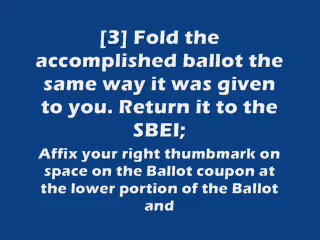 [3] Fold the
accomplished ballot the
same way it was given
to you. Return it to the
SBEI;
Affix your right thumbmark on
space on the Ballot coupon at
the lower portion of the Ballot
and